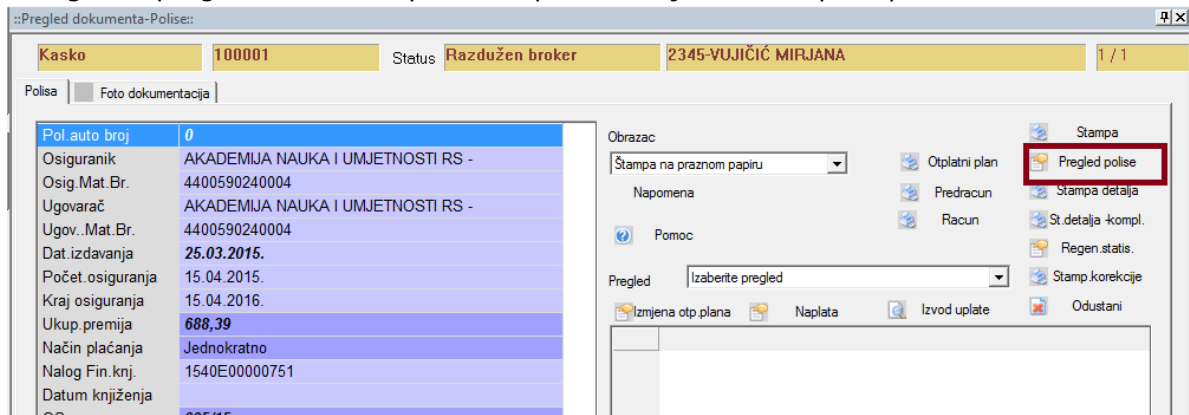 ::Pregled dokumenta-Polise::
Kasko 100001 Status Razdužen broker 2345-VUJIČIĆ MIRJANA 1 / 1
Polisa Foto dokumentacija
Pol.auto broj 0
Osiguranik AKADEMIJA NAUKA I UMJETNOSTI RS -
Osig.Mat.Br. 4400590240004
Ugovarač AKADEMIJA NAUKA I UMJETNOSTI RS -
Ugov..Mat.Br. 4400590240004
Dat.izdavanja 25.03.2015.
Počet.osiguranja 15.04.2015.
Kraj osiguranja 15.04.2016.
Ukup.premija 688,39
Način plaćanja Jednokratno
Nalog Fin.knj. 1540E00000751
Datum knjiženja
Obrazac
Štampa na praznom papiru
Napomena
Pomoc
Otplatni plan
Predracun
Racun
Stampa
Pregled polise
Stampa detalja
St.detalja -kompl.
Regen.statis.
Stamp.korekcije
Odustani
Pregled Izaberite pregled
Izmjena otp.plana Naplata Izvod uplate